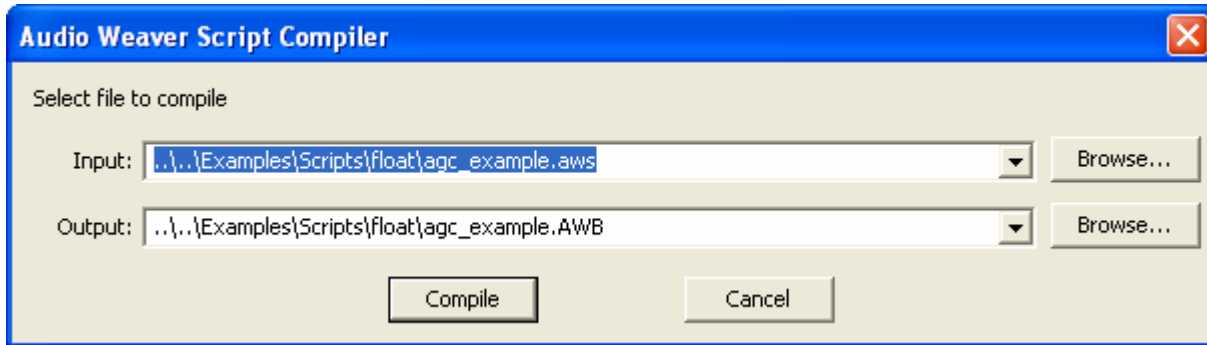 Audio Weaver Script Compiler
Select file to compile
Input: ..\..\Examples\Scripts\float\agc_example.aws Browse...
Output: ..\..\Examples\Scripts\float\agc_example.AWB Browse...
Compile Cancel